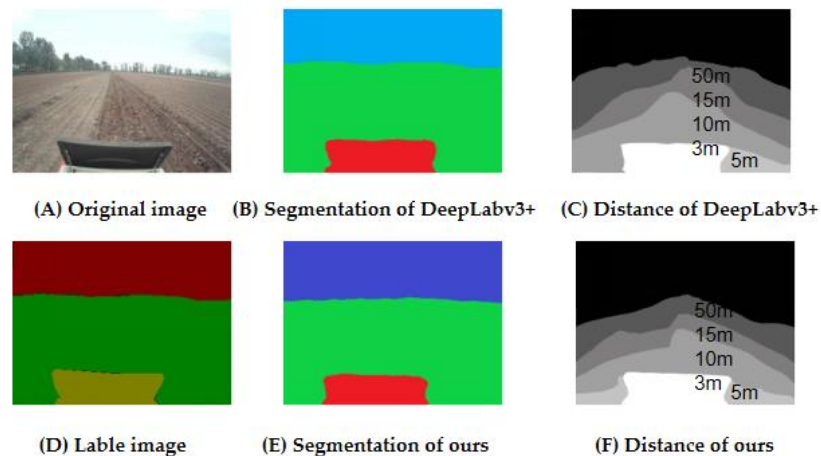 50m
15m
10m
3m
5m
(A) Original image
(B) Segmentation of DeepLabv3+
(C) Distance of DeepLabv3+
50m
15m
10m
3m
5m
(D) Lable image
(E) Segmentation of ours
(F) Distance of ours